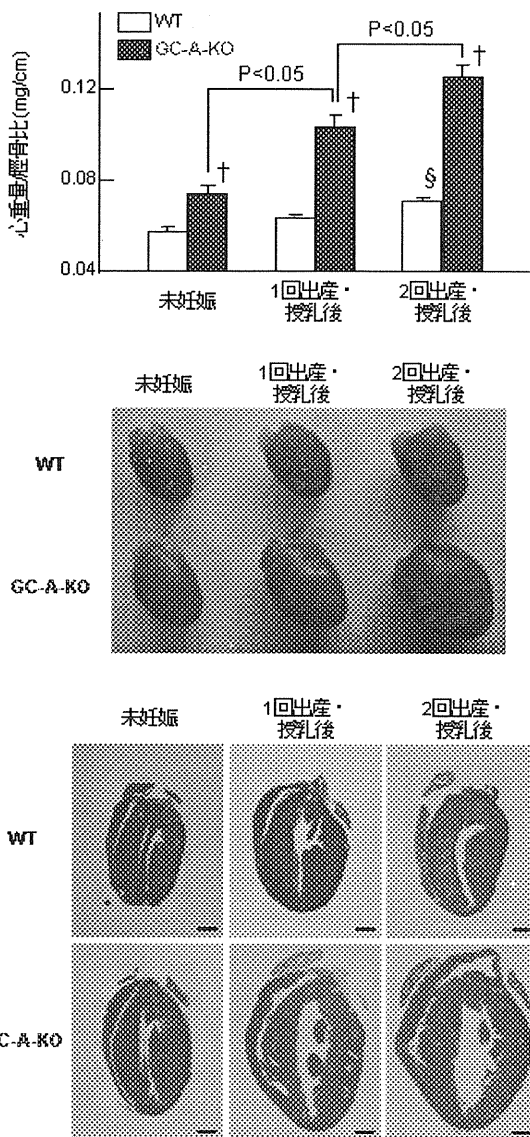 WT
GC-A-KO
心重量/脛骨比(mg/cm)
0.12
0.08
0.04
P<0.05
P<0.05
†
†
§
†
未妊娠
1回出産・
授乳後
2回出産・
授乳後
未妊娠
1回出産・
授乳後
2回出産・
授乳後
WT
GC-A-KO
未妊娠
1回出産・
授乳後
2回出産・
授乳後
WT
C-A-KO